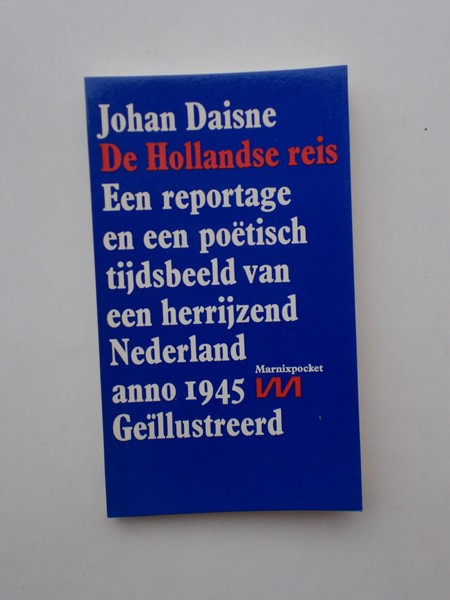 Johan Daisne
De Hollandse reis
Een reportage
en een poëtisch
tijdsbeeld van
een herrijzend
Nederland
Marnixpocket
anno 1945
Geïllustreerd